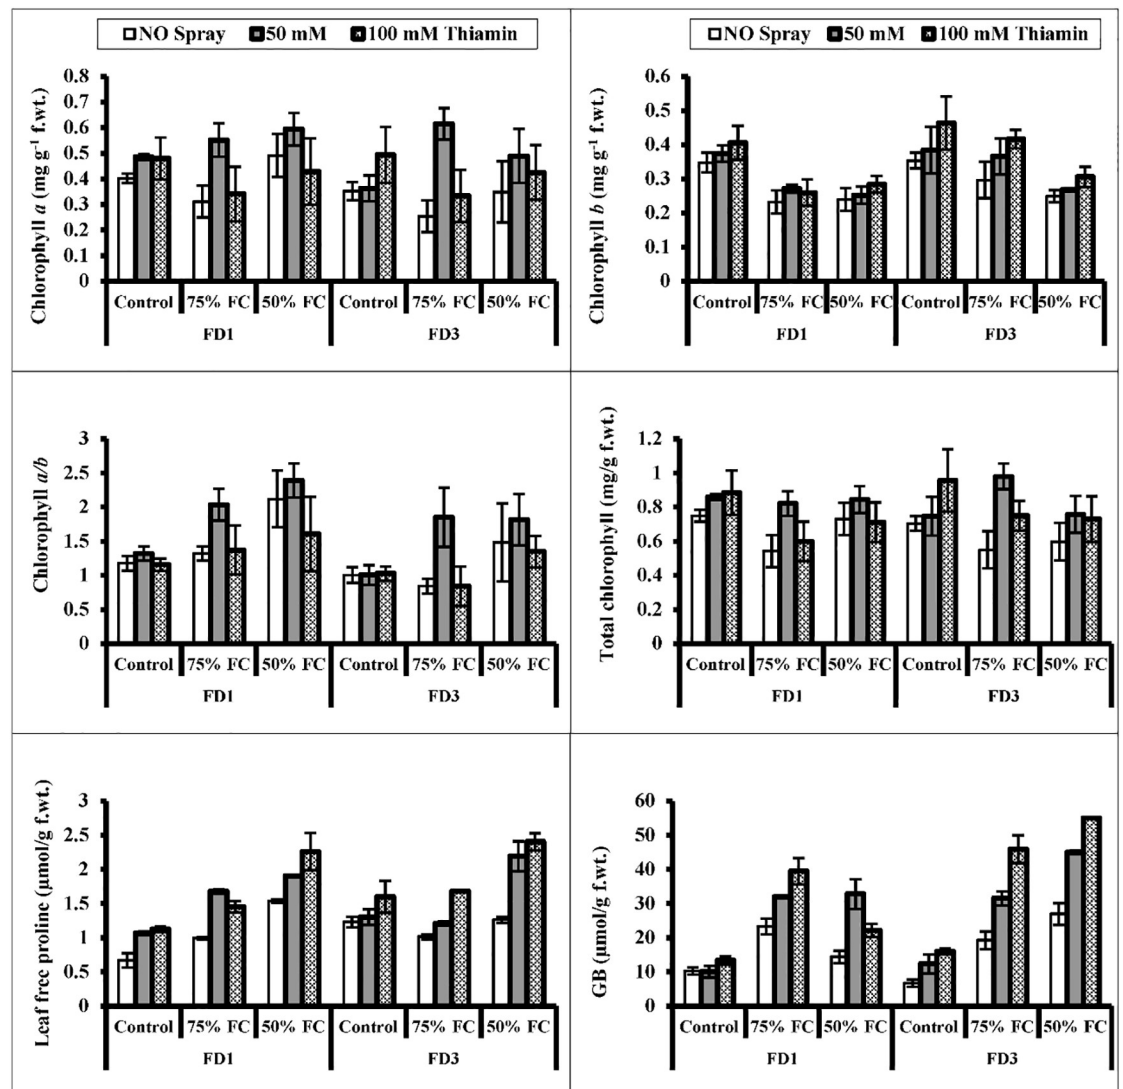 NO Spray 50 mM 100 mM Thiamin
Chlorophyll a (mg g⁻¹ f.wt.)
0.8
0.7
0.6
0.5
0.4
0.3
0.2
0.1
0
Control 75% FC 50% FC Control 75% FC 50% FC
FD1 FD3
NO Spray 50 mM 100 mM Thiamin
Chlorophyll b (mg g⁻¹ f.wt.)
0.6
0.5
0.4
0.3
0.2
0.1
0
Control 75% FC 50% FC Control 75% FC 50% FC
FD1 FD3
Chlorophyll a/b
3
2.5
2
1.5
1
0.5
0
Control 75% FC 50% FC Control 75% FC 50% FC
FD1 FD3
Total chlorophyll (mg/g f.wt.)
1.2
1
0.8
0.6
0.4
0.2
0
Control 75% FC 50% FC Control 75% FC 50% FC
FD1 FD3
Leaf free proline (µmol/g f.wt.)
3
2.5
2
1.5
1
0.5
0
Control 75% FC 50% FC Control 75% FC 50% FC
FD1 FD3
GB (µmol/g f.wt.)
60
50
40
30
20
10
0
Control 75% FC 50% FC Control 75% FC 50% FC
FD1 FD3